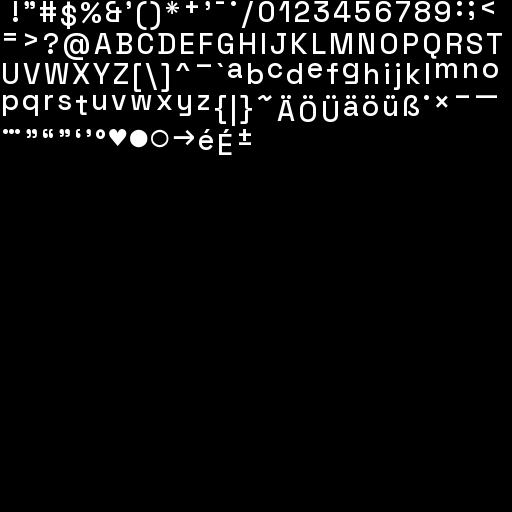 !"#$%&'()*+,-./0123456789:;<
=>?@ABCDEFGHIJKLMNOPQRST
UVWXYZ[\]^_`abcdefghijklmno
pqrstuvwxyz{|}~ÄÖÜäöüß·×–—
…”“”‘’°♥●○→éÉ±